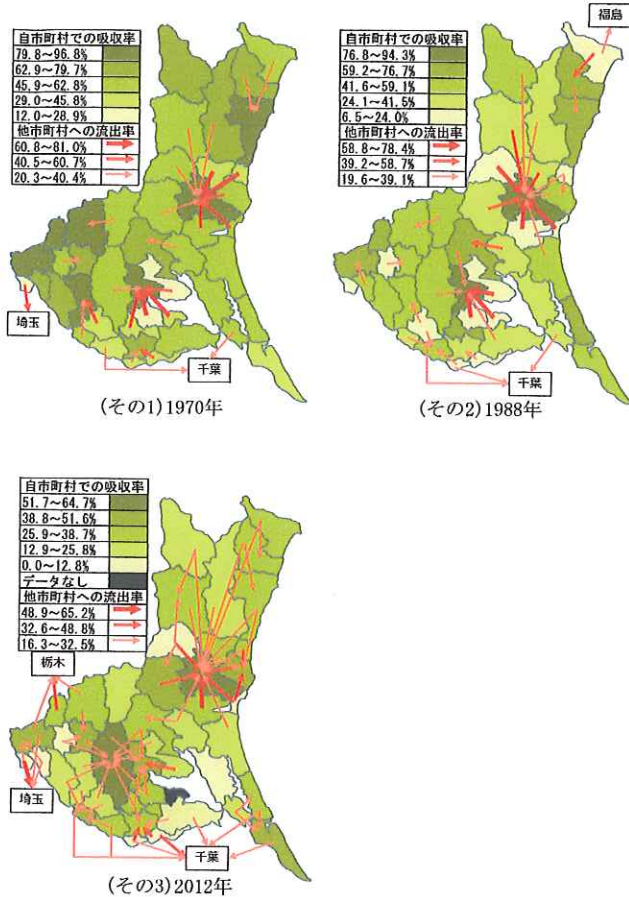 自市町村での吸収率
79.8～96.8%
62.9～79.7%
45.9～62.8%
29.0～45.8%
12.0～28.9%
他市町村への流出率
60.8～81.0%
40.5～60.7%
20.3～40.4%
埼玉
千葉
(その1)1970年
自市町村での吸収率
76.8～94.3%
59.2～76.7%
41.6～59.1%
24.1～41.5%
6.5～24.0%
他市町村への流出率
58.8～78.4%
39.2～58.7%
19.6～39.1%
福島
千葉
(その2)1988年
自市町村での吸収率
51.7～64.7%
38.8～51.6%
25.9～38.7%
12.9～25.8%
0.0～12.8%
データなし
他市町村への流出率
48.9～65.2%
32.6～48.8%
16.3～32.5%
栃木
埼玉
千葉
(その3)2012年